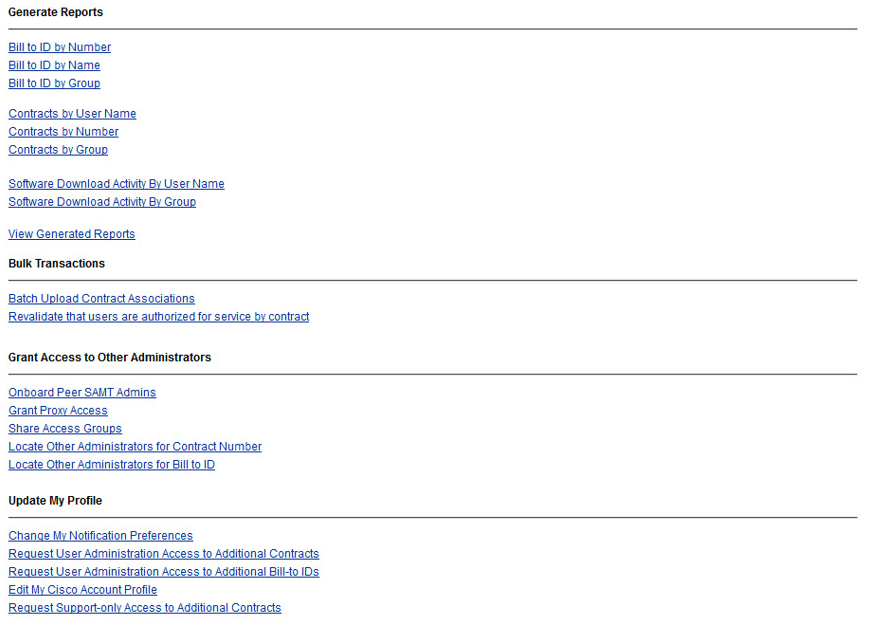 Generate Reports
Bill to ID by Number
Bill to ID by Name
Bill to ID by Group
Contracts by User Name
Contracts by Number
Contracts by Group
Software Download Activity By User Name
Software Download Activity By Group
View Generated Reports
Bulk Transactions
Batch Upload Contract Associations
Revalidate that users are authorized for service by contract
Grant Access to Other Administrators
Onboard Peer SAMT Admins
Grant Proxy Access
Share Access Groups
Locate Other Administrators for Contract Number
Locate Other Administrators for Bill to ID
Update My Profile
Change My Notification Preferences
Request User Administration Access to Additional Contracts
Request User Administration Access to Additional Bill-to IDs
Edit My Cisco Account Profile
Request Support-only Access to Additional Contracts